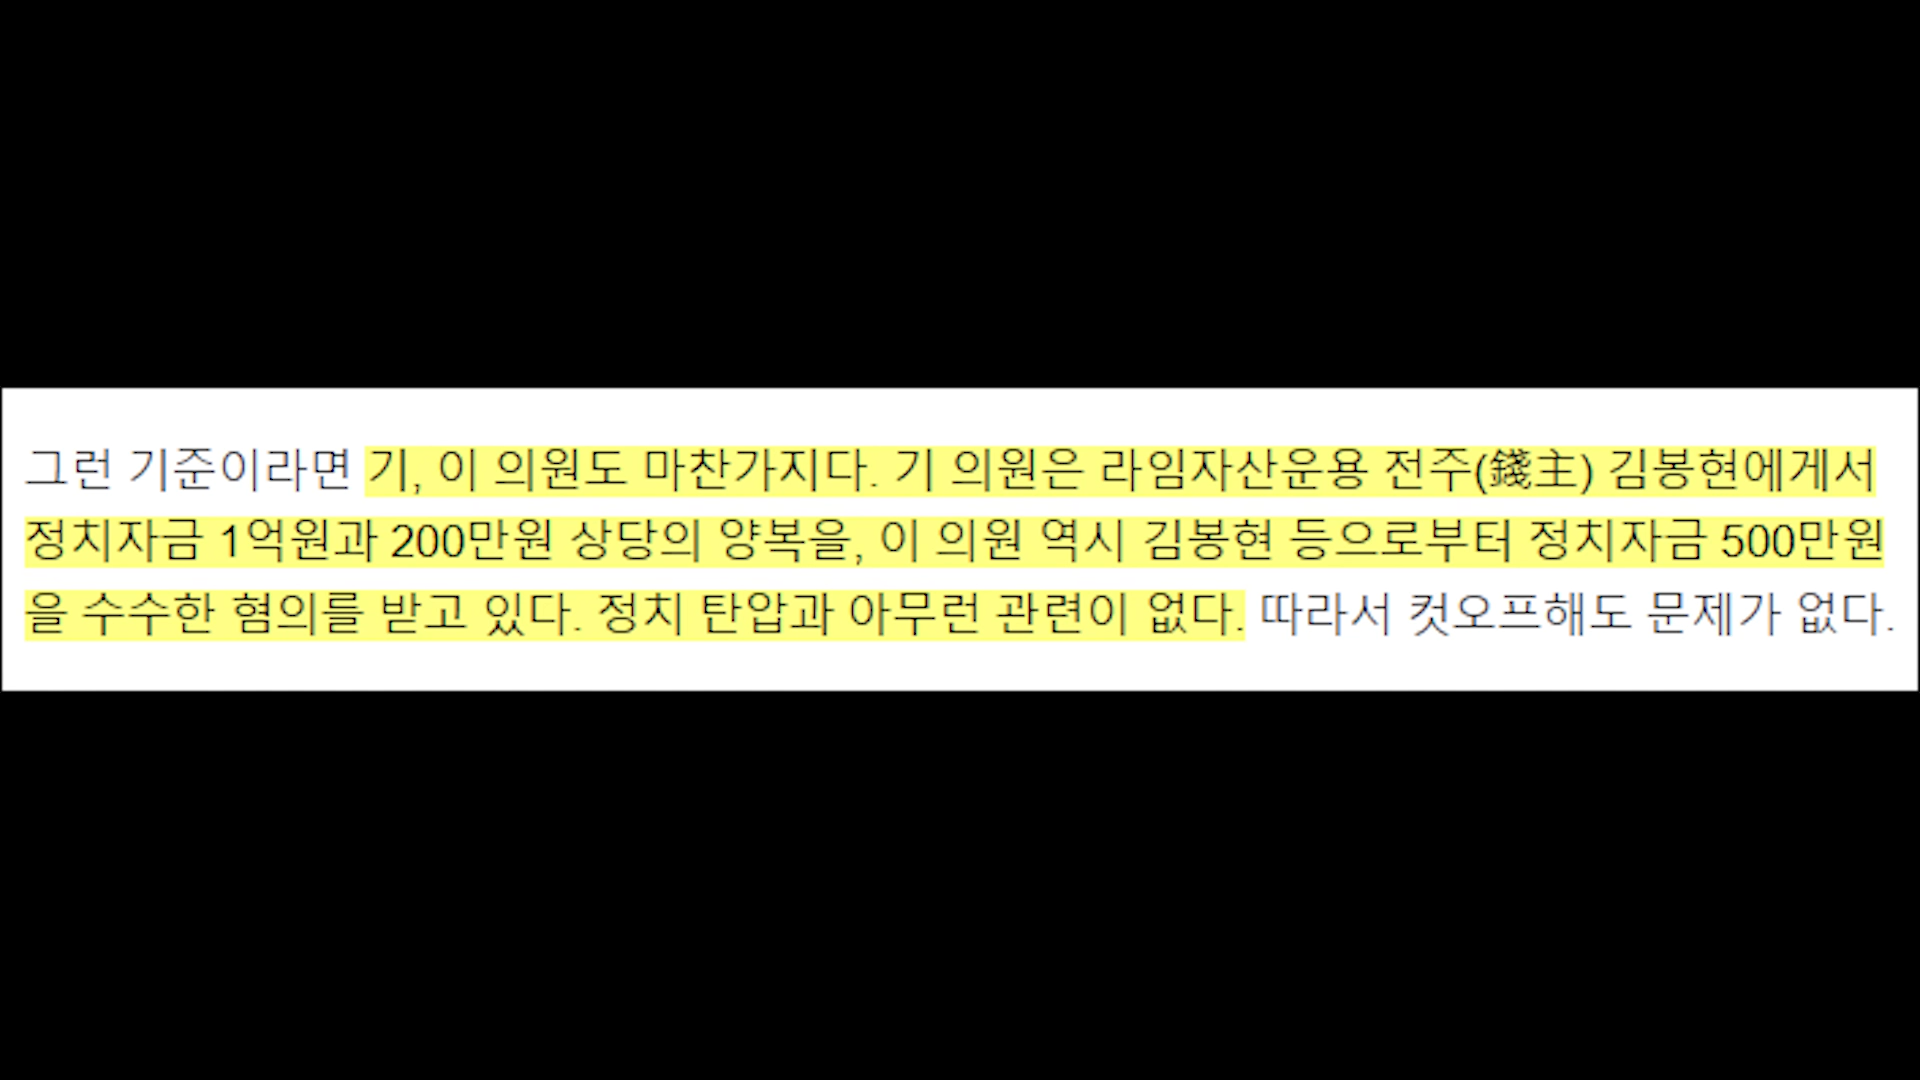 그런 기준이라면 기, 이 의원도 마찬가지다. 기 의원은 라임자산운용 전주(錢主) 김봉현에게서
정치자금 1억원과 200만원 상당의 양복을, 이 의원 역시 김봉현 등으로부터 정치자금 500만원
을 수수한 혐의를 받고 있다. 정치 탄압과 아무런 관련이 없다. 따라서 컷오프해도 문제가 없다.